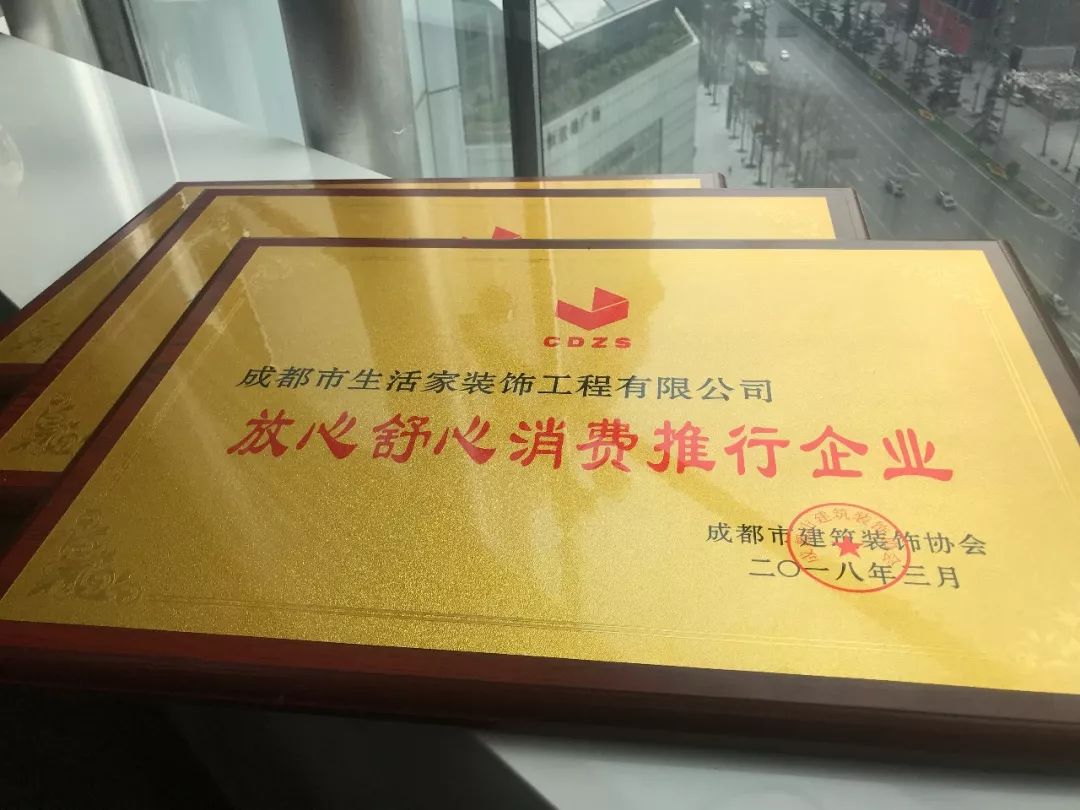 CDZS
成都市生活家装饰工程有限公司
放心舒心消费推行企业
成都市建筑装饰协会
二〇一八年三月